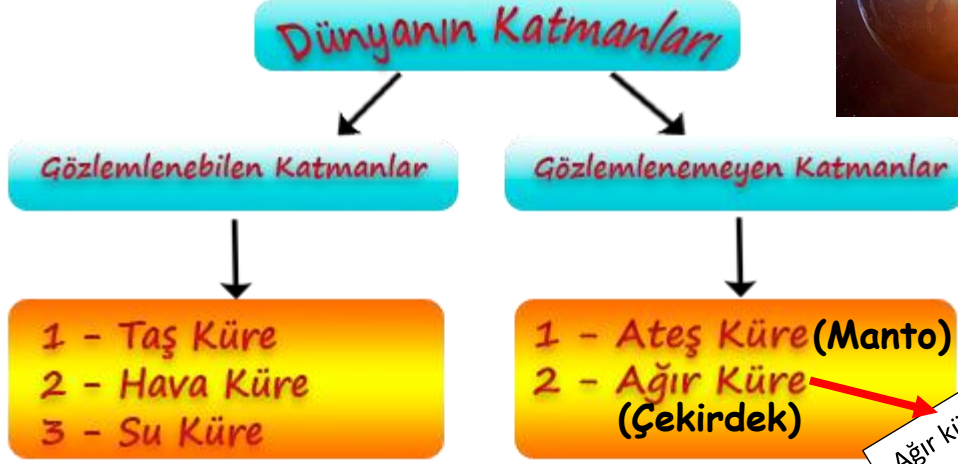 Dünyanın Katmanları
Gözlemlenebilen Katmanlar
Gözlemlenemeyen Katmanlar
1 - Taş Küre
2 - Hava Küre
3 - Su Küre
1 - Ateş Küre (Manto)
2 - Ağır Küre
(Çekirdek)
Ağır